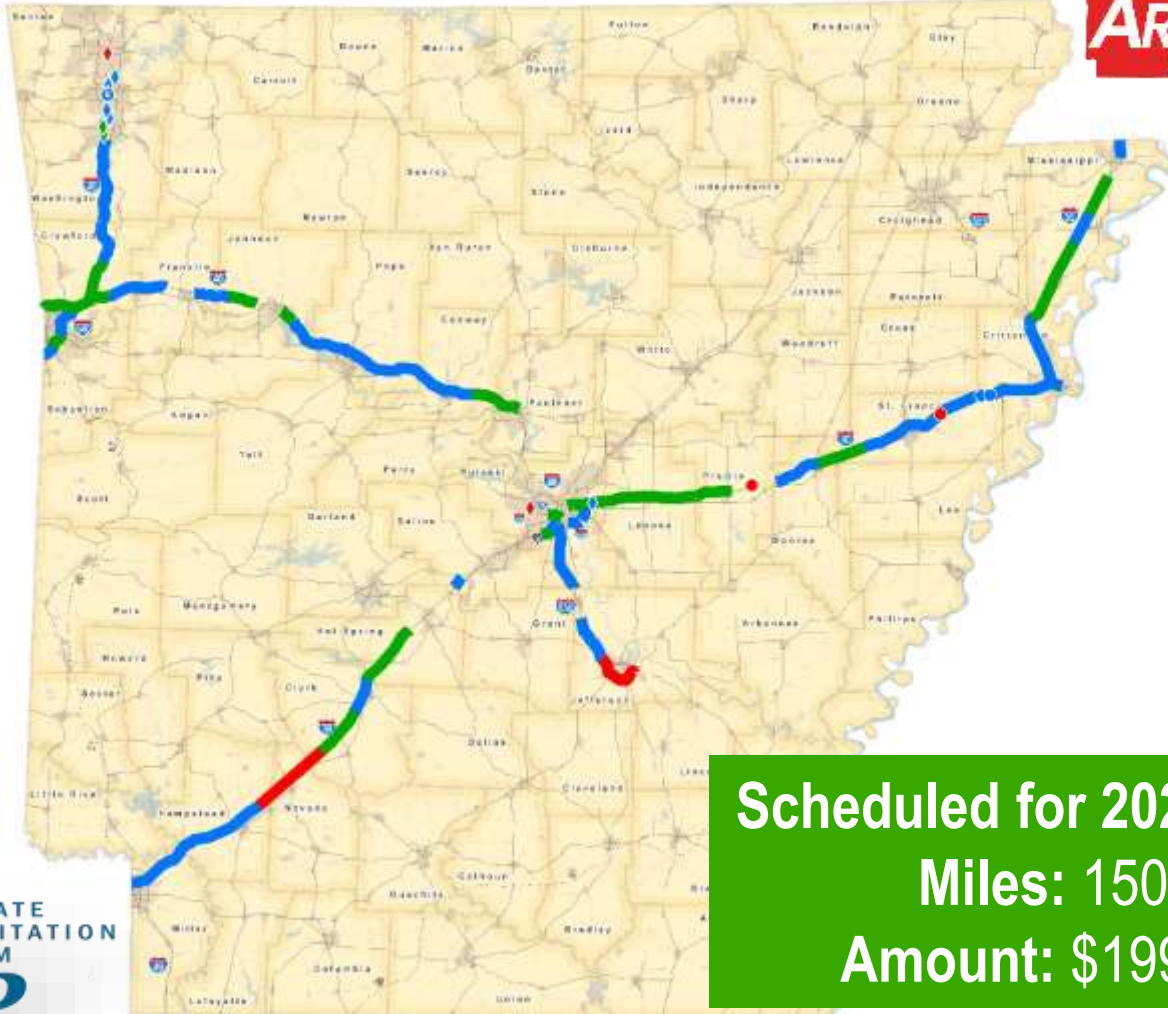 AR
Benton
Boone
Marion
Fulton
Randolph
Clay
Carroll
Baxter
Sharp
Greene
Izard
Lawrence
Mississippi
Madison
Searcy
Stone
Independence
Washington
Newton
Craighead
Crawford
Johnson
Van Buren
Cleburne
Franklin
Pope
Jackson
Poinsett
Conway
Cross
Crittenden
White
Woodruff
Sebastian
Logan
Faulkner
St. Francis
Yell
Perry
Pulaski
Prairie
Scott
Garland
Saline
Lonoke
Lee
Monroe
Polk
Montgomery
Hot Spring
Grant
Arkansas
Phillips
Howard
Pike
Clark
Sevier
Jefferson
Dallas
Cleveland
Little River
Hempstead
Nevada
Calhoun
Ouachita
Bradley
Miller
Columbia
Lafayette
Union
Scheduled for 202
Miles: 150
Amount: $199
ATE
ITATION
M